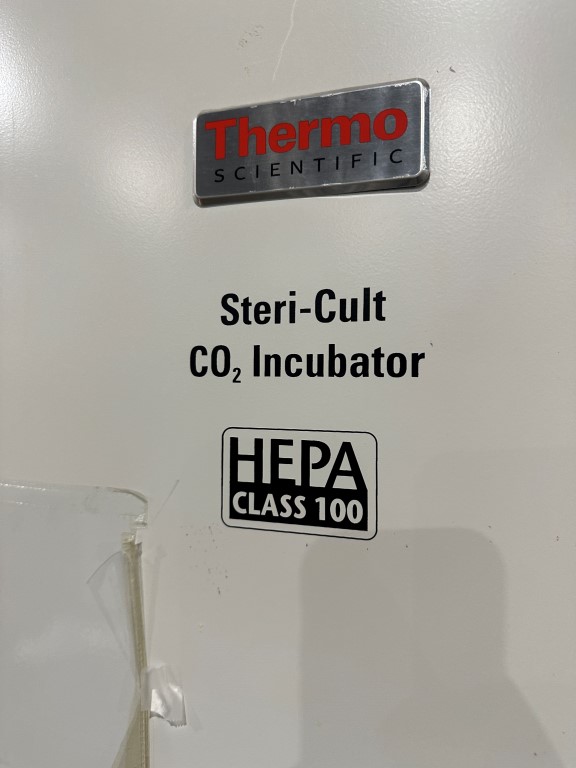 Thermo
SCIENTIFIC
Steri-Cult
CO₂ Incubator
HEPA
CLASS 100